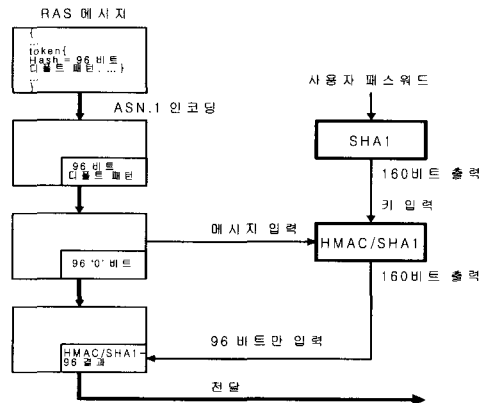 RAS 메시지
{
...
token{
Hash = 96 비트
디폴트 패턴, ... }
...
}
ASN.1 인코딩
사용자 패스워드
SHA1
96 비트
디폴트 패턴
160비트 출력
키 입력
메시지 입력
HMAC/SHA1
96 '0' 비트
160비트 출력
96 비트만 입력
HMAC/SHA1-
96 결과
전달